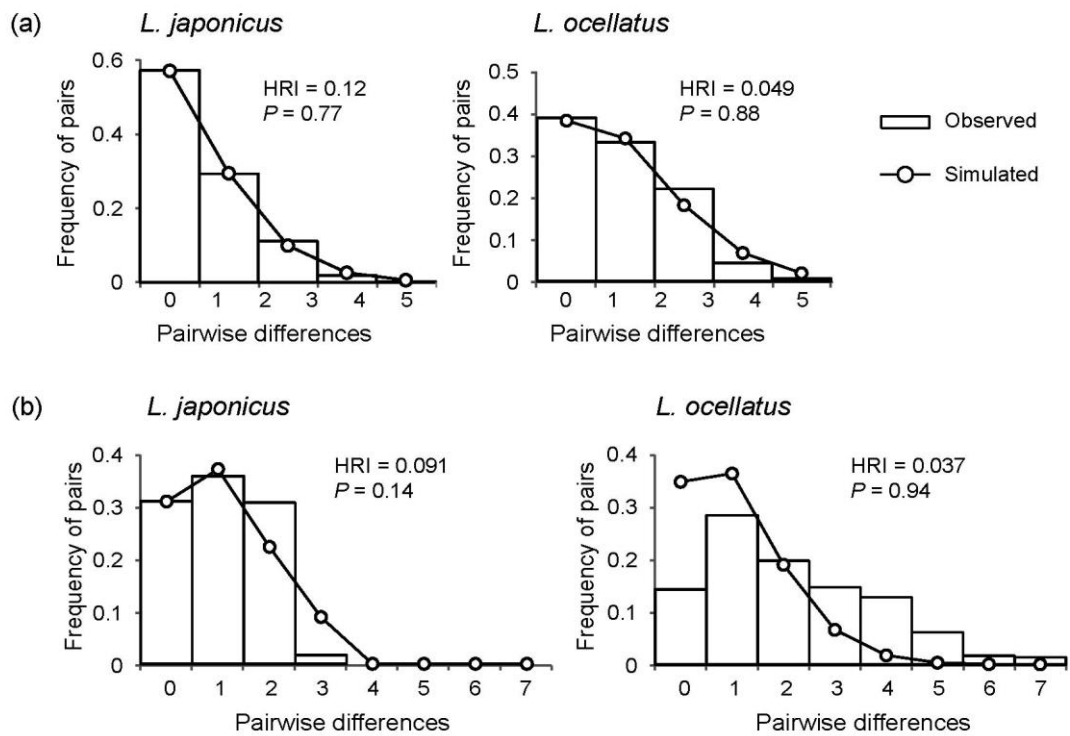 (a)
L. japonicus
0.6
0.4
0.2
0
Frequency of pairs
HRI = 0.12
P = 0.77
0 1 2 3 4 5
Pairwise differences
L. ocellatus
0.5
0.4
0.3
0.2
0.1
0
Frequency of pairs
HRI = 0.049
P = 0.88
0 1 2 3 4 5
Pairwise differences
Observed
Simulated
(b)
L. japonicus
0.4
0.3
0.2
0.1
0
Frequency of pairs
HRI = 0.091
P = 0.14
0 1 2 3 4 5 6 7
Pairwise differences
L. ocellatus
0.4
0.3
0.2
0.1
0
Frequency of pairs
HRI = 0.037
P = 0.94
0 1 2 3 4 5 6 7
Pairwise differences